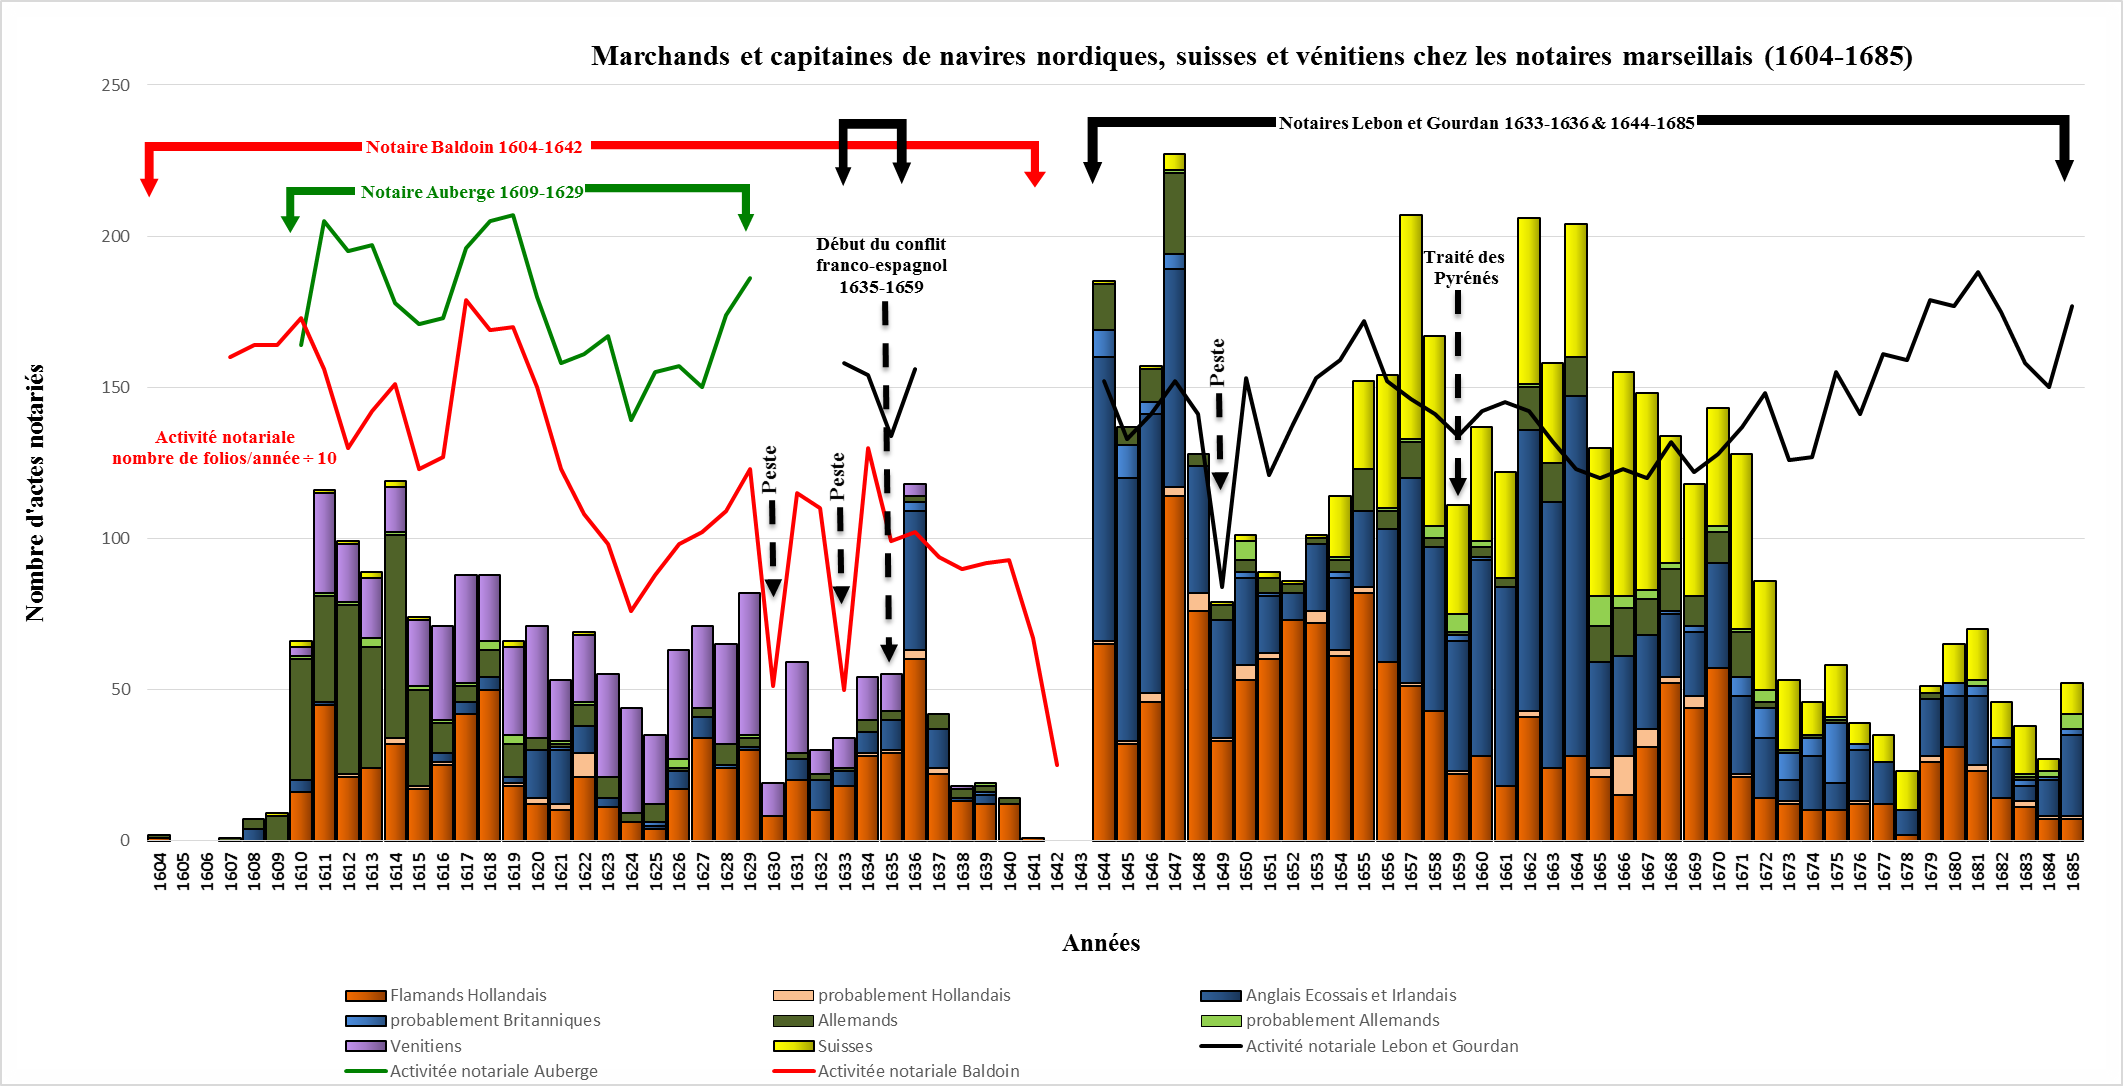 Marchands et capitaines de navires nordiques, suisses et vénitiens chez les notaires marseillais (1604-1685)
250
200
150
100
50
0
Nombre d'actes notariés
Notaire Baldoin 1604-1642
Notaire Auberge 1609-1629
Notaires Lebon et Gourdan 1633-1636 & 1644-1685
Début du conflit
franco-espagnol
1635-1659
Traité des
Pyrénés
Peste
Peste
Peste
Activité notariale
nombre de folios/année ÷ 10
1604 1605 1606 1607 1608 1609 1610 1611 1612 1613 1614 1615 1616 1617 1618 1619 1620 1621 1622 1623 1624 1625 1626 1627 1628 1629 1630 1631 1632 1633 1634 1635 1636 1637 1638 1639 1640 1641 1642 1643 1644 1645 1646 1647 1648 1649 1650 1651 1652 1653 1654 1655 1656 1657 1658 1659 1660 1661 1662 1663 1664 1665 1666 1667 1668 1669 1670 1671 1672 1673 1674 1675 1676 1677 1678 1679 1680 1681 1682 1683 1684 1685
Années
Flamands Hollandais probablement Hollandais Anglais Ecossais et Irlandais
probablement Britanniques Allemands probablement Allemands
Venitiens Suisses Activité notariale Lebon et Gourdan
Activitée notariale Auberge Activitée notariale Baldoin